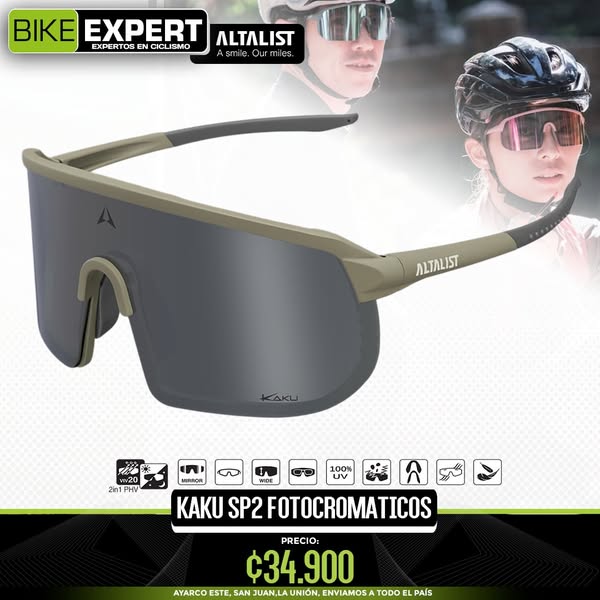 BIKE EXPERT
EXPERTOS EN CICLISMO
ALTALIST
A smile. Our miles.
ALTALIST
KAKU
2in1 PHV
MIRROR
WIDE
100% UV
KAKU SP2 FOTOCROMATICOS
PRECIO:
¢34.900
AYARCO ESTE, SAN JUAN,LA UNIÓN, ENVIAMOS A TODO EL PAÍS